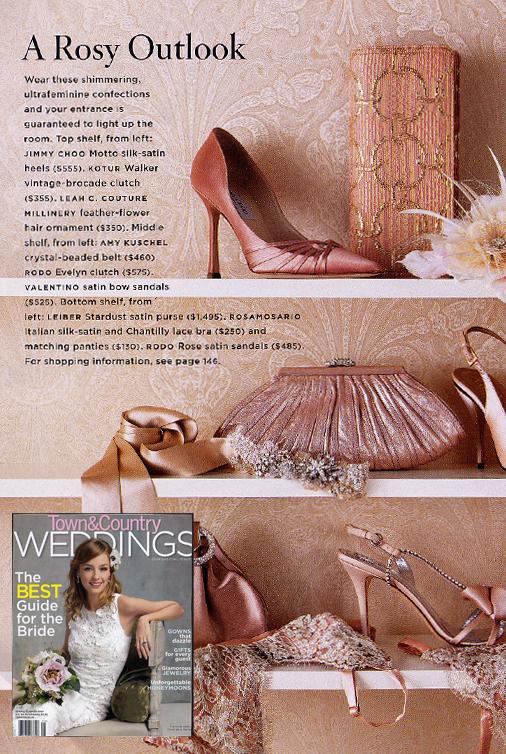 A Rosy Outlook
Wear these shimmering,
ultrafeminine confections
and your entrance is
guaranteed to light up the
room. Top shelf, from left:
JIMMY CHOO Motto silk-satin
heels ($555). KOTUR Walker
vintage-brocade clutch
($355). LEAH C. COUTURE
MILLINERY feather-flower
hair ornament ($350). Middle
shelf, from left: AMY KUSCHEL
crystal-beaded belt ($460)
RODO Evelyn clutch ($575).
VALENTINO satin bow sandals
($525). Bottom shelf, from
left: LEIBER Stardust satin purse ($1,495). ROSAMOSARIO
Italian silk-satin and Chantilly lace bra ($250) and
matching panties ($130). RODO Rose satin sandals ($485).
For shopping information, see page 146.
Town&Country
WEDDINGS
The
BEST
Guide
for the
Bride
GOWNS
that
dazzle
GIFTS
for every
guest
Glamorous
JEWELRY
Unforgettable
HONEYMOONS